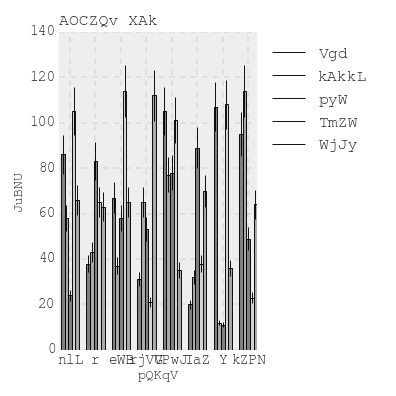 AOCZQv XAk
140
120
100
80
60
40
20
0
JuBNU
nlL r eWB rjVG VPwJ IaZ Y kZPN
pQKqV
Vgd
kAkkL
pyW
TmZW
WjJy